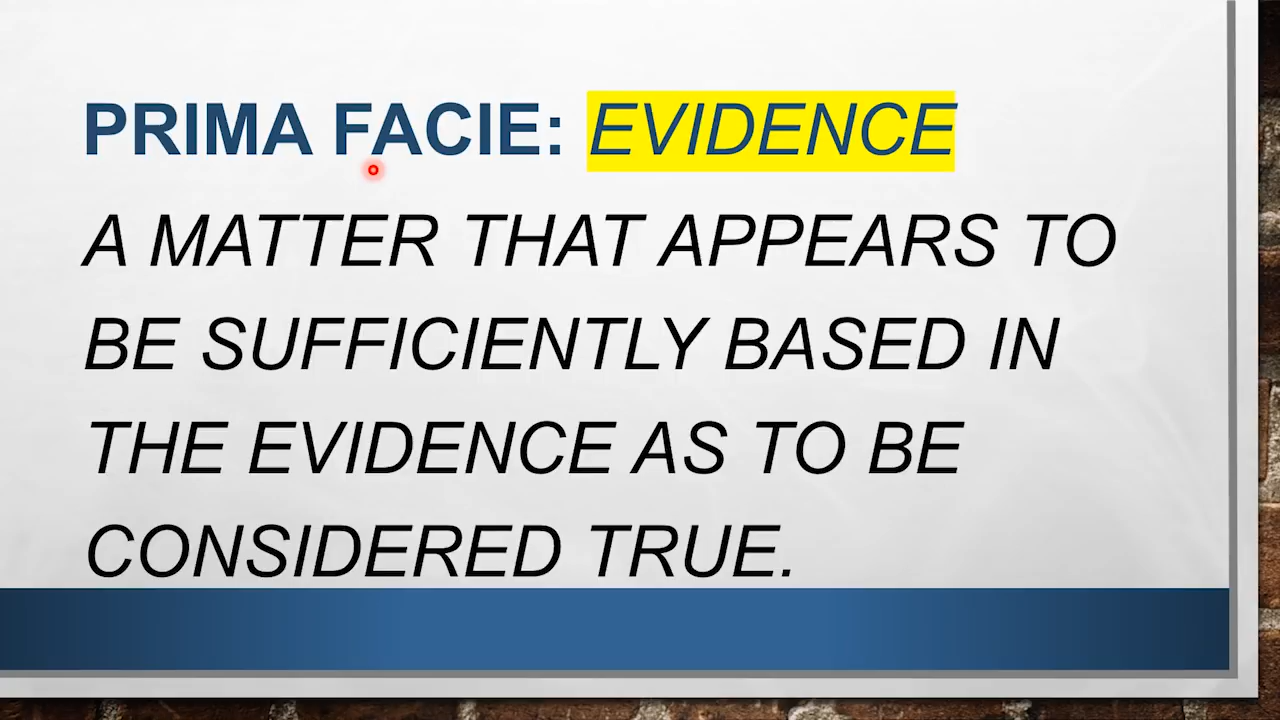 PRIMA FACIE: EVIDENCE
A MATTER THAT APPEARS TO
BE SUFFICIENTLY BASED IN
THE EVIDENCE AS TO BE
CONSIDERED TRUE.